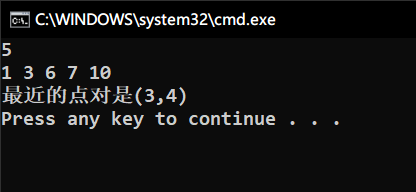 C:\WINDOWS\system32\cmd.exe
5
1 3 6 7 10
最近的点对是(3,4)
Press any key to continue . . .